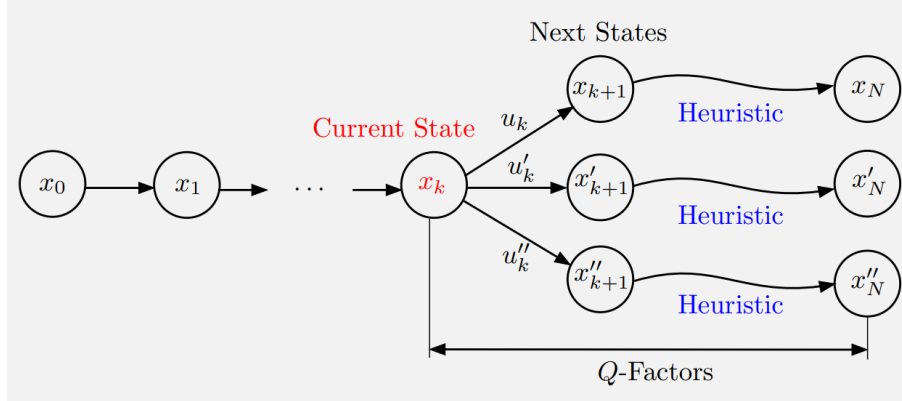 Next States
x_{k+1}
x_N
Heuristic
u_k
Current State
u'_k
x_0
x_1
...
x_k
x'_{k+1}
x'_N
Heuristic
u''_k
x''_{k+1}
x''_N
Heuristic
Q-Factors